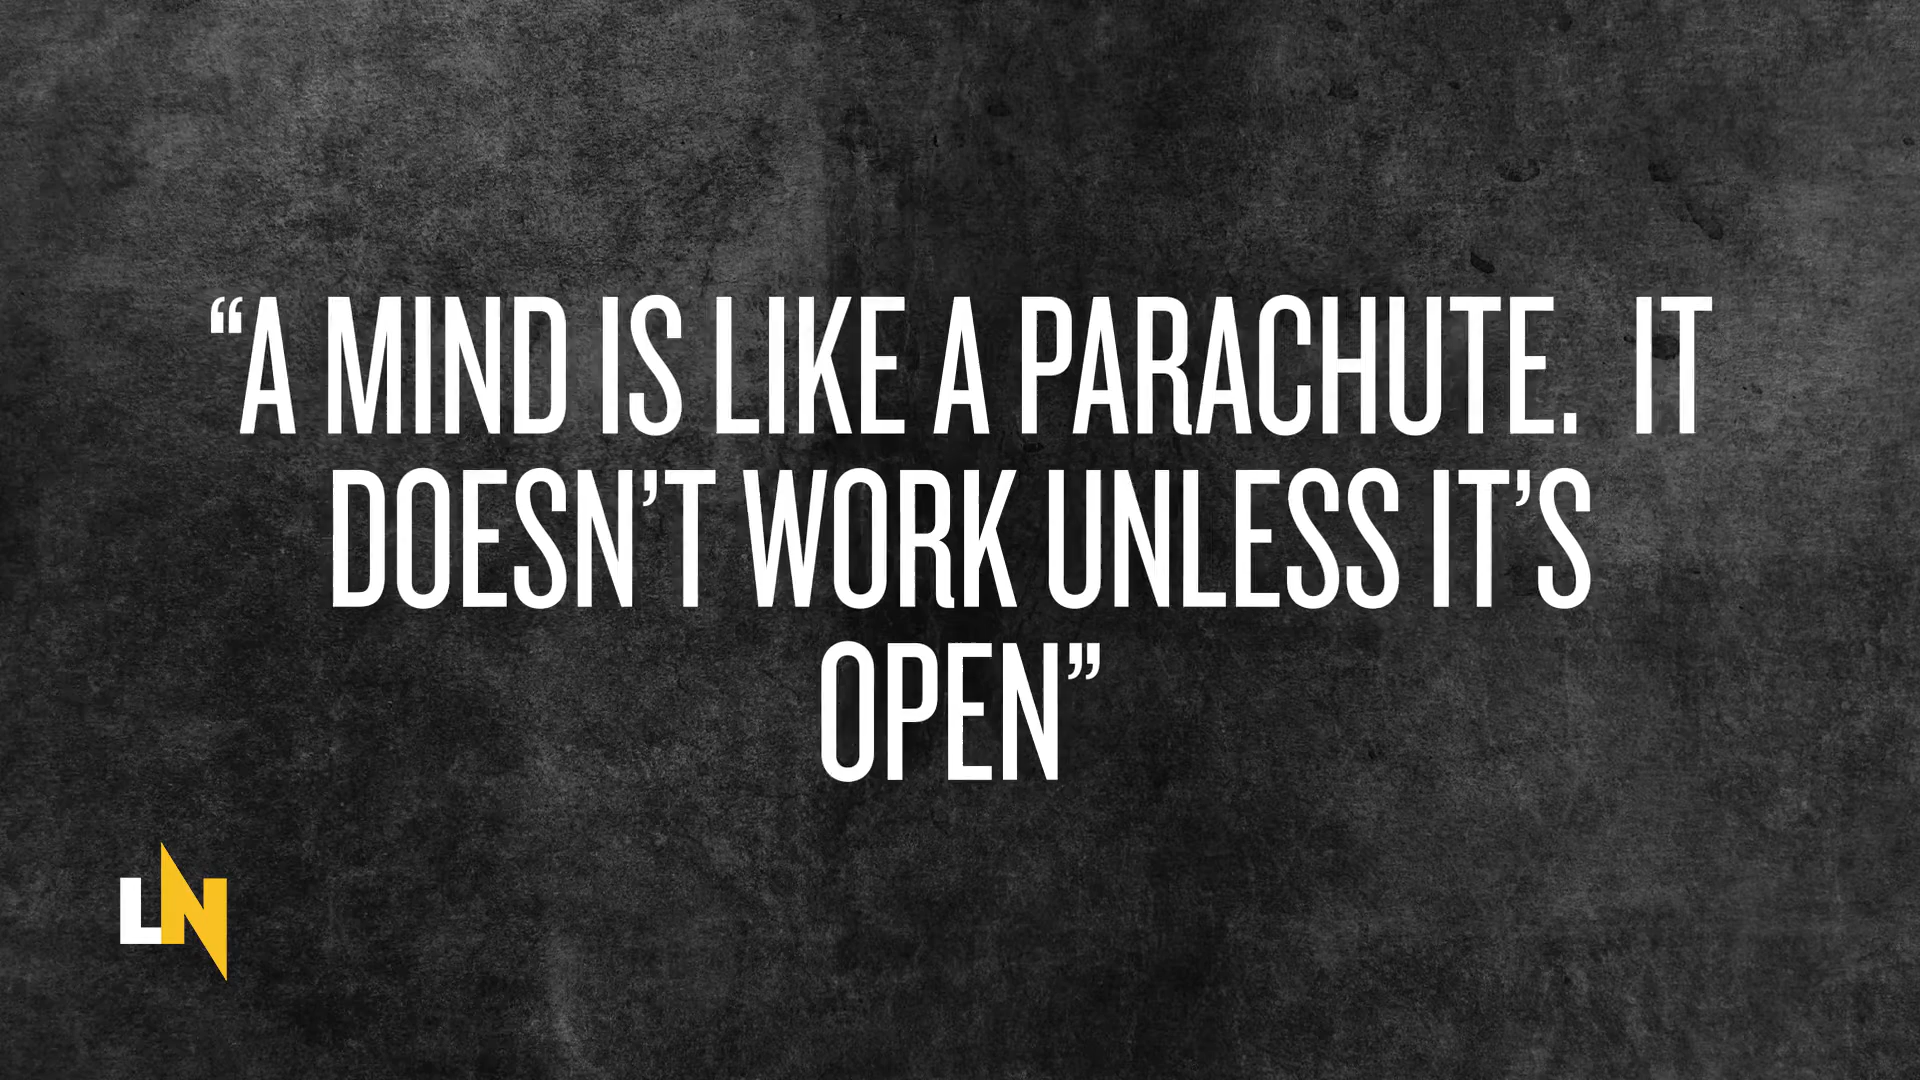 “A MIND IS LIKE A PARACHUTE.  IT
DOESN’T WORK UNLESS IT’S
OPEN”
LN